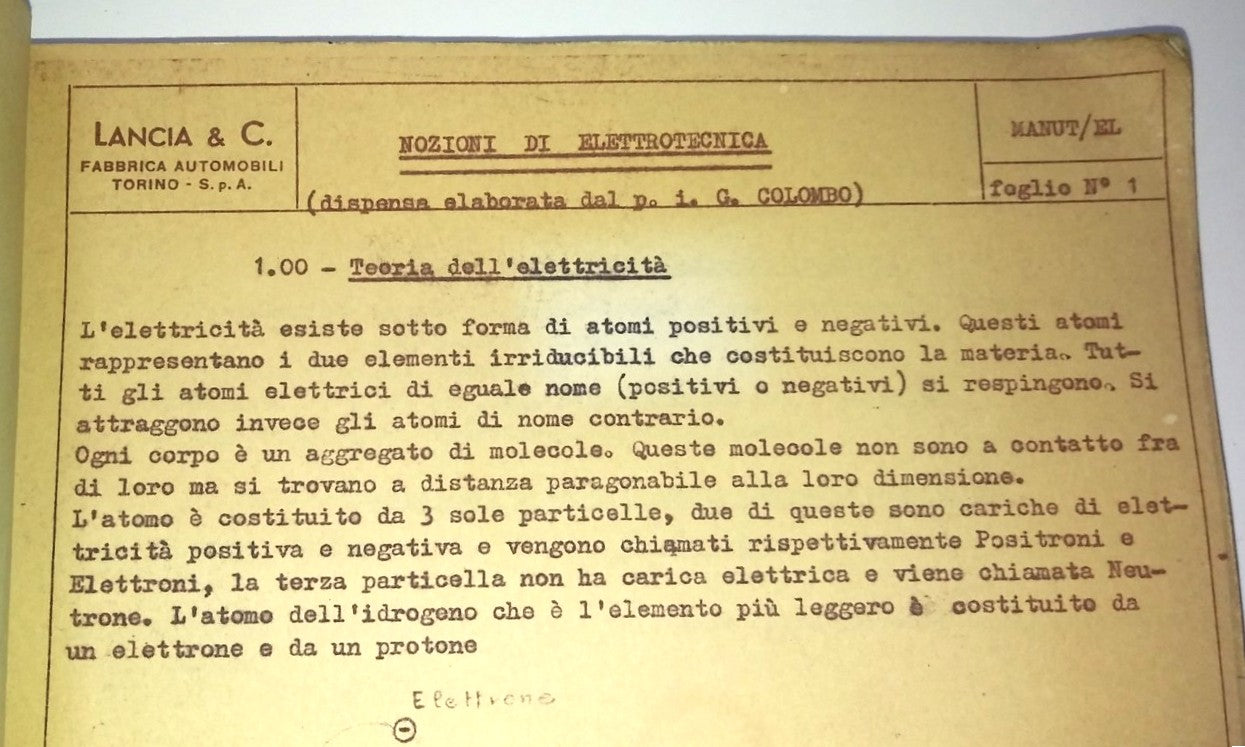 LANCIA & C.
FABBRICA AUTOMOBILI
TORINO - S. p. A.
NOZIONI DI ELETTROTECNICA
(dispensa elaborata dal p. i. G. COLOMBO)
MANUT/EL
foglio N° 1
1.00 - Teoria dell'elettricità
L'elettricità esiste sotto forma di atomi positivi e negativi. Questi atomi
rappresentano i due elementi irriducibili che costituiscono la materia. Tut-
ti gli atomi elettrici di eguale nome (positivi o negativi) si respingono. Si
attraggono invece gli atomi di nome contrario.
Ogni corpo è un aggregato di molecole. Queste molecole non sono a contatto fra
di loro ma si trovano a distanza paragonabile alla loro dimensione.
L'atomo è costituito da 3 sole particelle, due di queste sono cariche di elet-
tricità positiva e negativa e vengono chiamati rispettivamente Positroni e
Elettroni, la terza particella non ha carica elettrica e viene chiamata Neu-
trone. L'atomo dell'idrogeno che è l'elemento più leggero è costituito da
un elettrone e da un protone
Elettrone
-